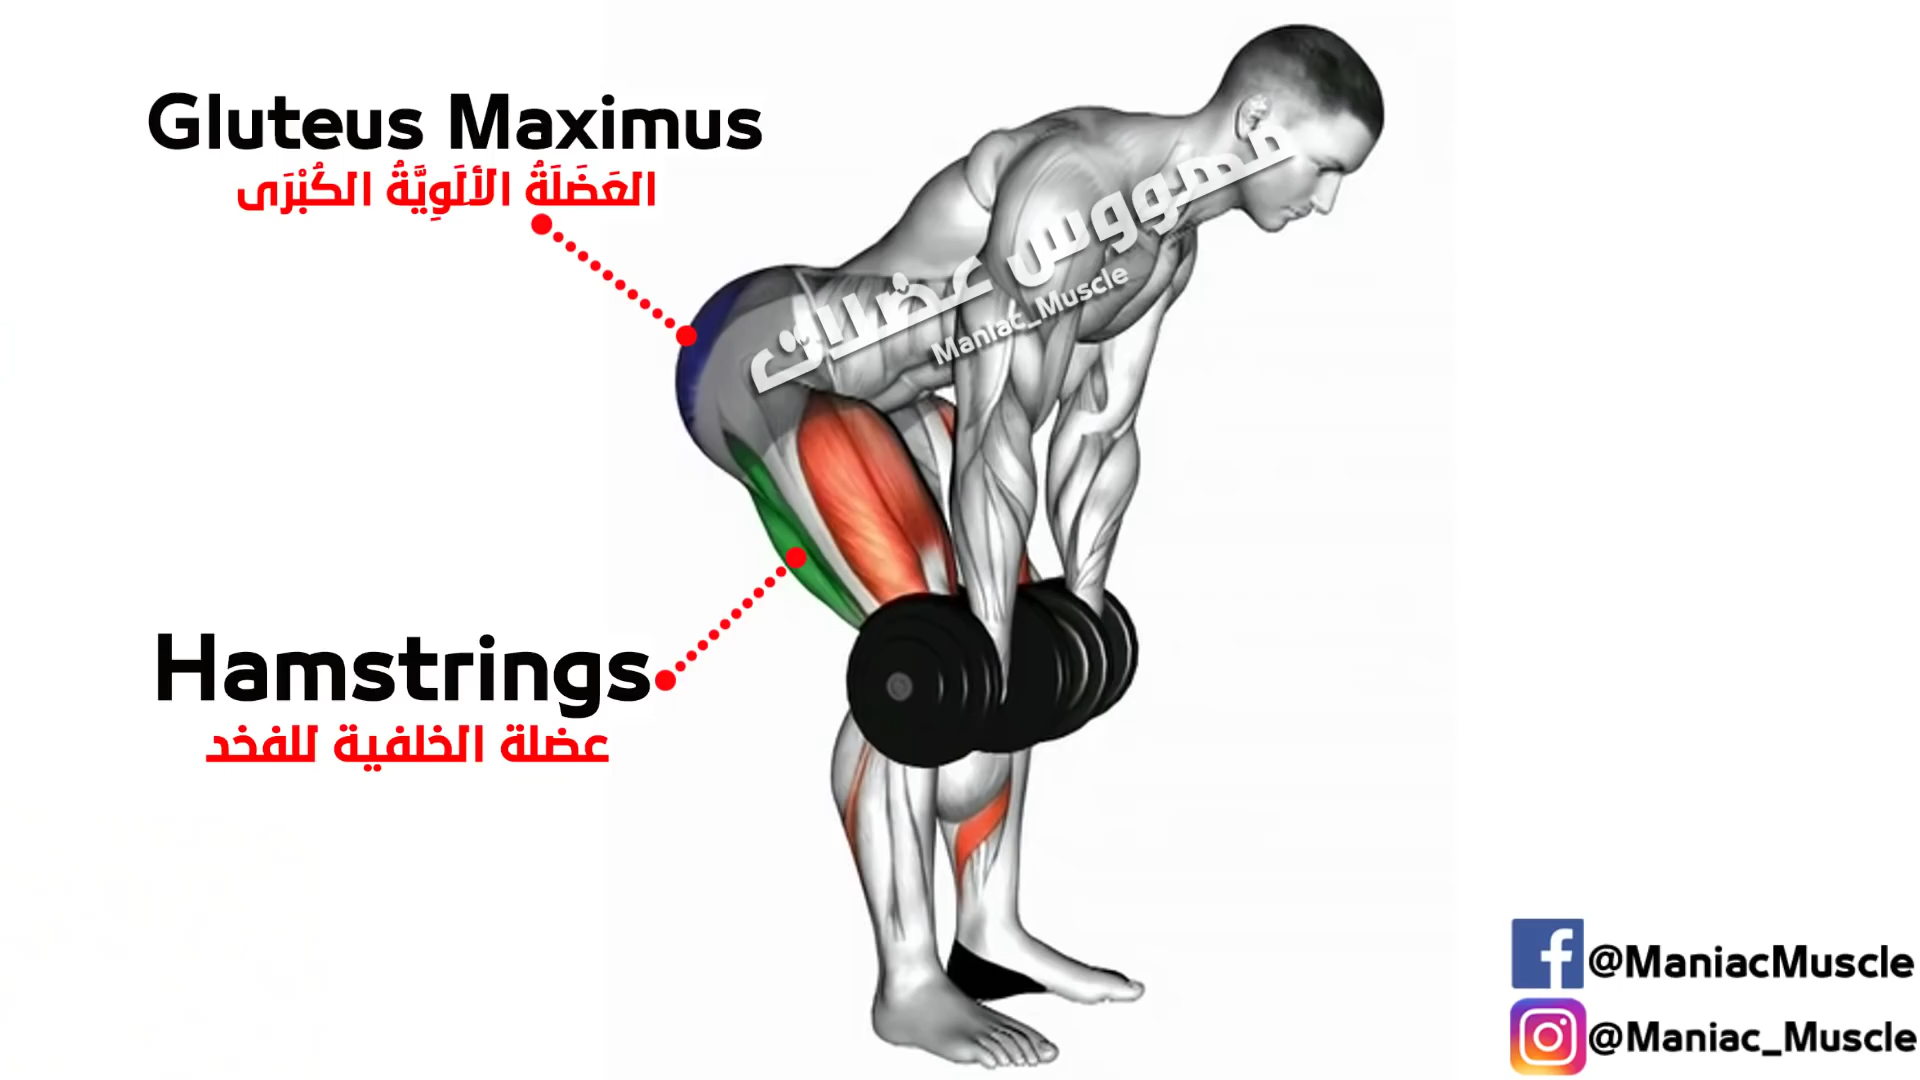 Gluteus Maximus
العَضَلَةُ الألَوِيَّةُ الكُبْرَى
مهووس عضلات
Maniac_Muscle
Hamstrings
عضلة الخلفية للفخد
@ManiacMuscle
@Maniac_Muscle